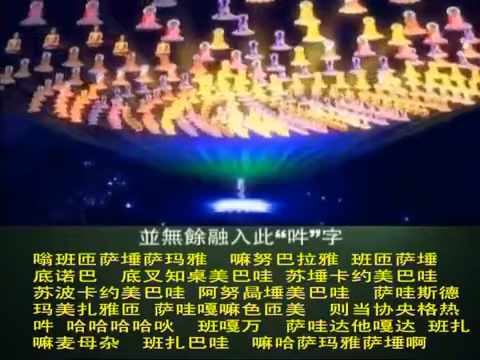 並無餘融入此“吽”字
嗡班匝萨埵萨玛雅　嘛努巴拉雅 班匝萨埵
底诺巴　底叉知桌美巴哇　苏埵卡约美巴哇
苏波卡约美巴哇 阿努晑埵美巴哇　萨哇斯德
玛美扎雅匝 萨哇嘎嘛色匝美　则当协央格热
吽 哈哈哈哈伙　班嘎万　萨哇达他嘎达 班扎
嘛麦母杂　班扎巴哇　嘛哈萨玛雅萨埵啊